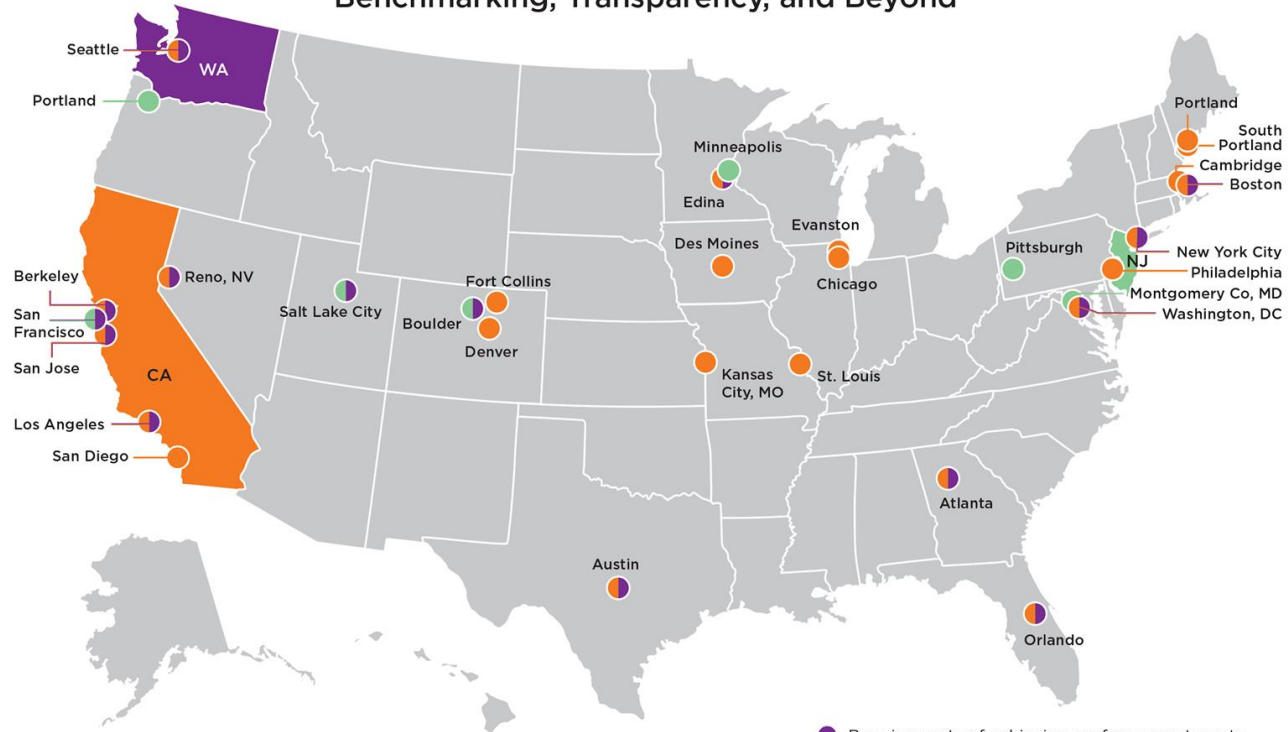 Benchmarking, Transparency, and Beyond
Seattle
WA
Portland
Portland
South
Portland
Cambridge
Boston
Minneapolis
Edina
Evanston
Des Moines
Chicago
Pittsburgh
NJ
New York City
Philadelphia
Montgomery Co, MD
Washington, DC
Berkeley
San
Francisco
San Jose
Reno, NV
Salt Lake City
Fort Collins
Boulder
Denver
CA
Kansas
City, MO
St. Louis
Los Angeles
San Diego
Atlanta
Austin
Orlando